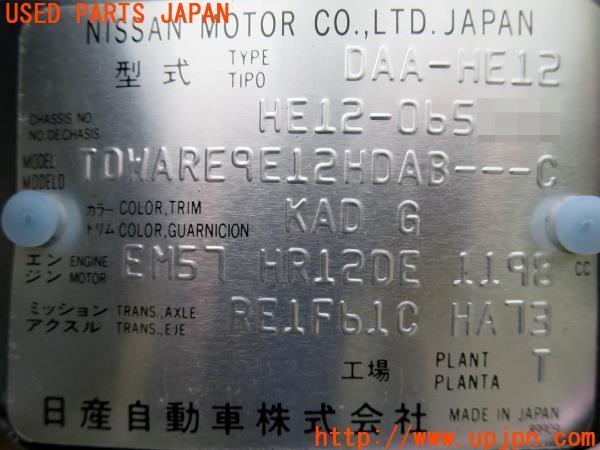 USED PARTS JAPAN
NISSAN MOTOR CO.,LTD. JAPAN
型式 TYPE TIPO DAA-HE12
CHASSIS NO. NO.DE CHASSIS HE12-065
MODEL MODELO TDWARE9E12HDAB---C
カラー COLOR,TRIM トリム COLOR,GUARNICION KAD G
エンジン ENGINE MOTOR EM57 HR12DE 1198 CC
ミッション TRANS.,AXLE アクスル TRANS.,EJE RE1F61C HA73
工場 PLANT PLANTA T
日産自動車株式会社 MADE IN JAPAN
89909
http://www.upjpn.com